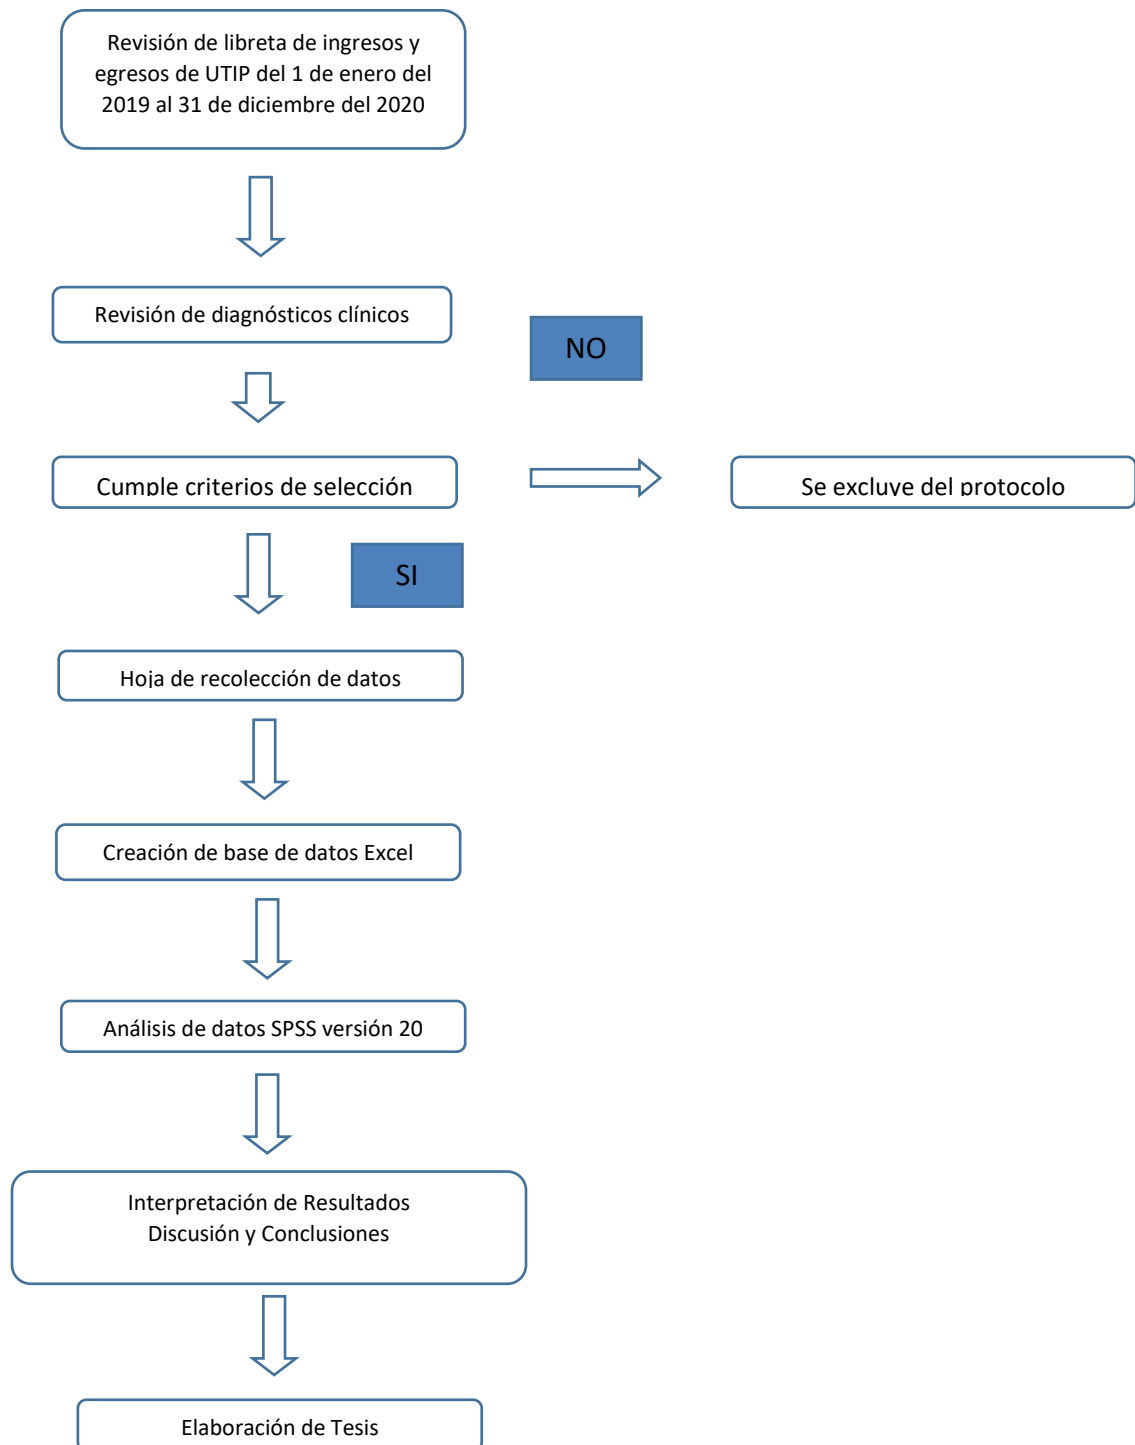 Revisión de libreta de ingresos y
egresos de UTIP del 1 de enero del
2019 al 31 de diciembre del 2020
Revisión de diagnósticos clínicos
NO
Cumple criterios de selección
Se excluye del protocolo
SI
Hoja de recolección de datos
Creación de base de datos Excel
Análisis de datos SPSS versión 20
Interpretación de Resultados
Discusión y Conclusiones
Elaboración de Tesis